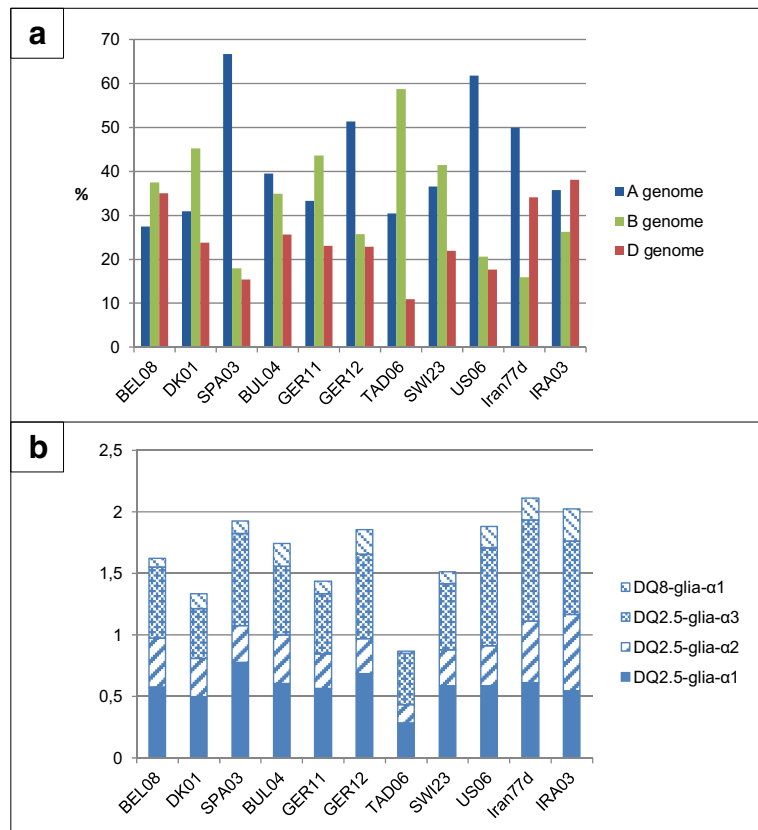 a
70
60
50
40
30
20
10
0
%
A genome
B genome
D genome
BEL08
DK01
SPA03
BUL04
GER11
GER12
TAD06
SWI23
US06
Iran77d
IRA03
b
2,5
2
1,5
1
0,5
0
DQ8-glia-α1
DQ2.5-glia-α3
DQ2.5-glia-α2
DQ2.5-glia-α1
BEL08
DK01
SPA03
BUL04
GER11
GER12
TAD06
SWI23
US06
Iran77d
IRA03